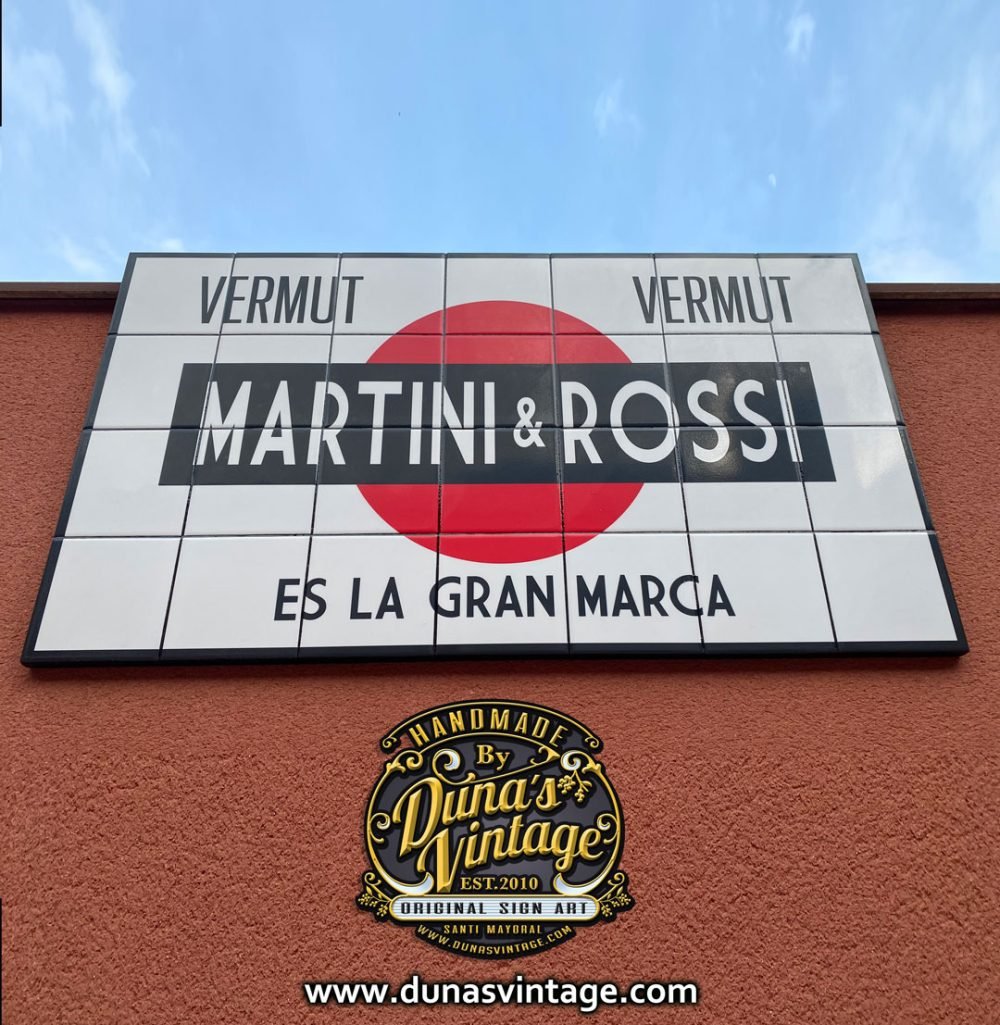 VERMUT VERMUT
MARTINI & ROSSI
ES LA GRAN MARCA
HANDMADE
By
Duna's
Vintage
EST.2010
ORIGINAL SIGN ART
SANTI MAYORAL
WWW.DUNASVINTAGE.COM
www.dunasvintage.com